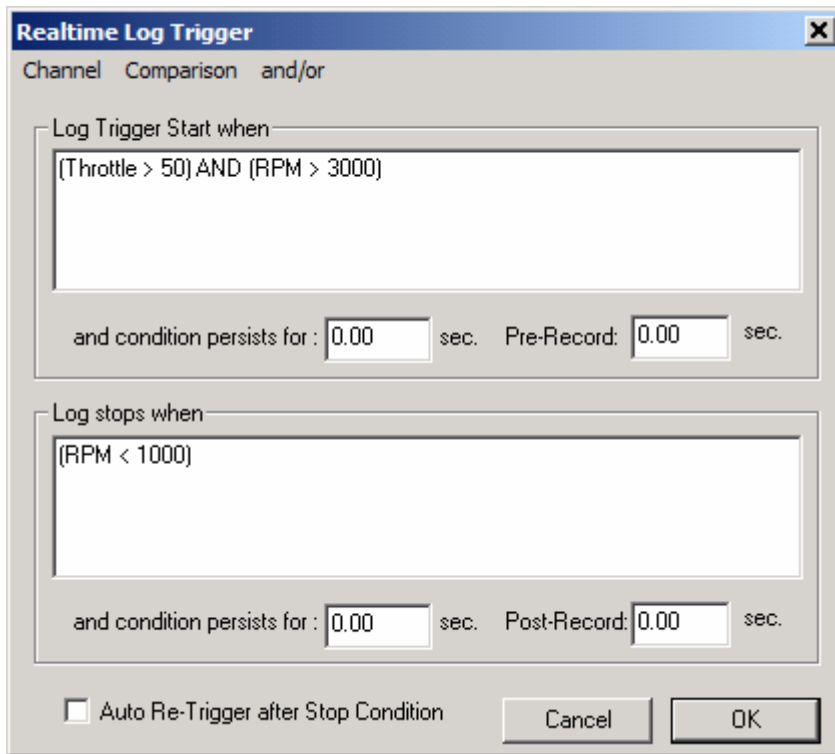 Realtime Log Trigger
Channel Comparison and/or
Log Trigger Start when
(Throttle > 50) AND (RPM > 3000)
and condition persists for : 0.00 sec. Pre-Record: 0.00 sec.
Log stops when
(RPM < 1000)
and condition persists for : 0.00 sec. Post-Record: 0.00 sec.
Auto Re-Trigger after Stop Condition Cancel OK